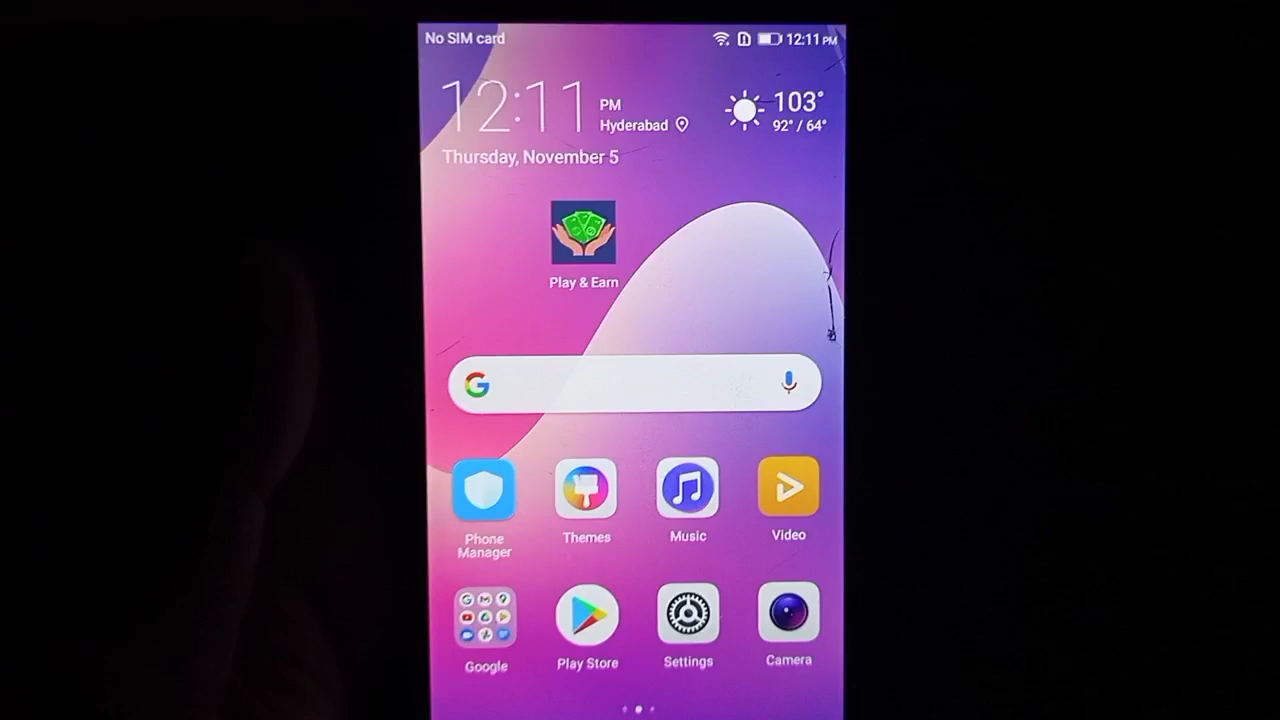 No SIM card
12:11 PM
12:11 PM
Hyderabad
103°
92° / 64°
Thursday, November 5
Play & Earn
Phone Manager
Themes
Music
Video
Google
Play Store
Settings
Camera